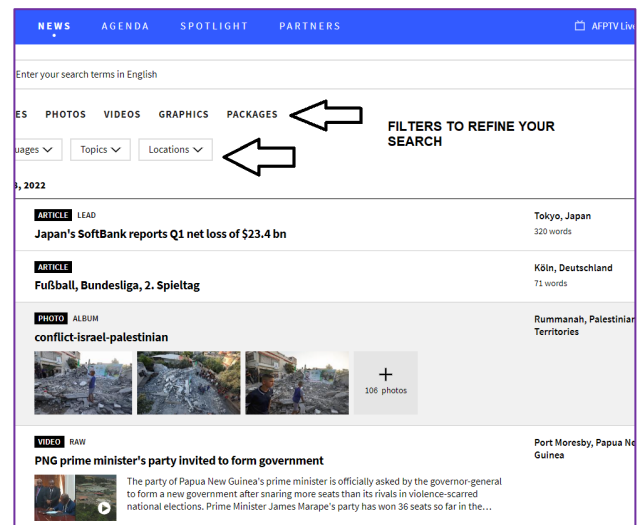 NEWS AGENDA SPOTLIGHT PARTNERS AFPTV Live
Enter your search terms in English
ES PHOTOS VIDEOS GRAPHICS PACKAGES
FILTERS TO REFINE YOUR
SEARCH
uages Topics Locations
, 2022
ARTICLE LEAD
Japan's SoftBank reports Q1 net loss of $23.4 bn
Tokyo, Japan
320 words
ARTICLE
Fußball, Bundesliga, 2. Spieltag
Köln, Deutschland
71 words
PHOTO ALBUM
conflict-israel-palestinian
Rummanah, Palestinian
Territories
106 photos
VIDEO RAW
PNG prime minister's party invited to form government
Port Moresby, Papua Ne
Guinea
The party of Papua New Guinea's prime minister is officially asked by the governor-general
to form a new government after snaring more seats than its rivals in violence-scarred
national elections. Prime Minister James Marape's party has won 36 seats so far in the...